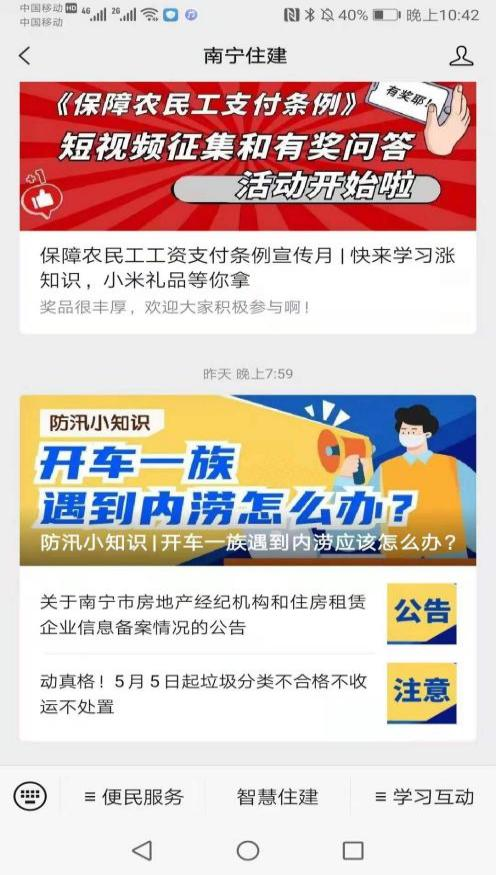 中国移动 HD 4G 2G 40% 晚上10:42
中国移动
南宁住建
有奖耶!
《保障农民工支付条例》
短视频征集和有奖问答
活动开始啦
+1
保障农民工工资支付条例宣传月 | 快来学习涨
知识，小米礼品等你拿
奖品很丰厚，欢迎大家积极参与啊！
昨天 晚上7:59
防汛小知识
开车一族
遇到内涝怎么办?
防汛小知识 | 开车一族遇到内涝应该怎么办？
关于南宁市房地产经纪机构和住房租赁
企业信息备案情况的公告
公告
动真格！5月5日起垃圾分类不合格不收
运不处置
注意
≡ 便民服务 智慧住建 ≡ 学习互动